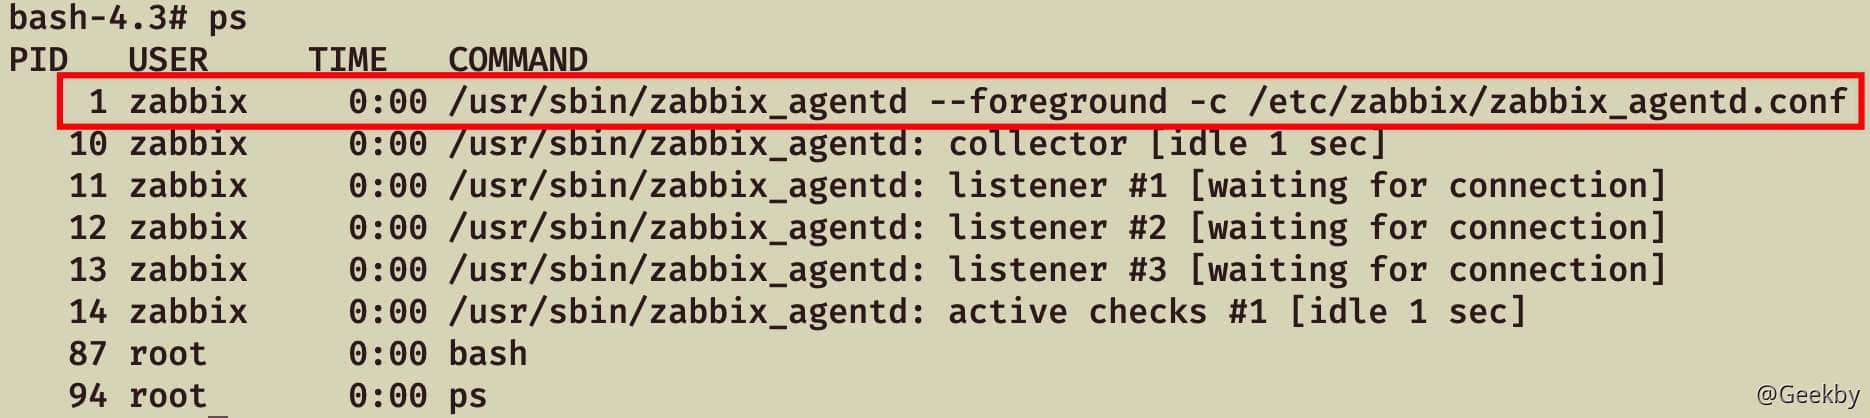 bash-4.3# ps
PID   USER     TIME   COMMAND
    1 zabbix     0:00 /usr/sbin/zabbix_agentd --foreground -c /etc/zabbix/zabbix_agentd.conf
   10 zabbix     0:00 /usr/sbin/zabbix_agentd: collector [idle 1 sec]
   11 zabbix     0:00 /usr/sbin/zabbix_agentd: listener #1 [waiting for connection]
   12 zabbix     0:00 /usr/sbin/zabbix_agentd: listener #2 [waiting for connection]
   13 zabbix     0:00 /usr/sbin/zabbix_agentd: listener #3 [waiting for connection]
   14 zabbix     0:00 /usr/sbin/zabbix_agentd: active checks #1 [idle 1 sec]
   87 root       0:00 bash
   94 root       0:00 ps
@Geekby